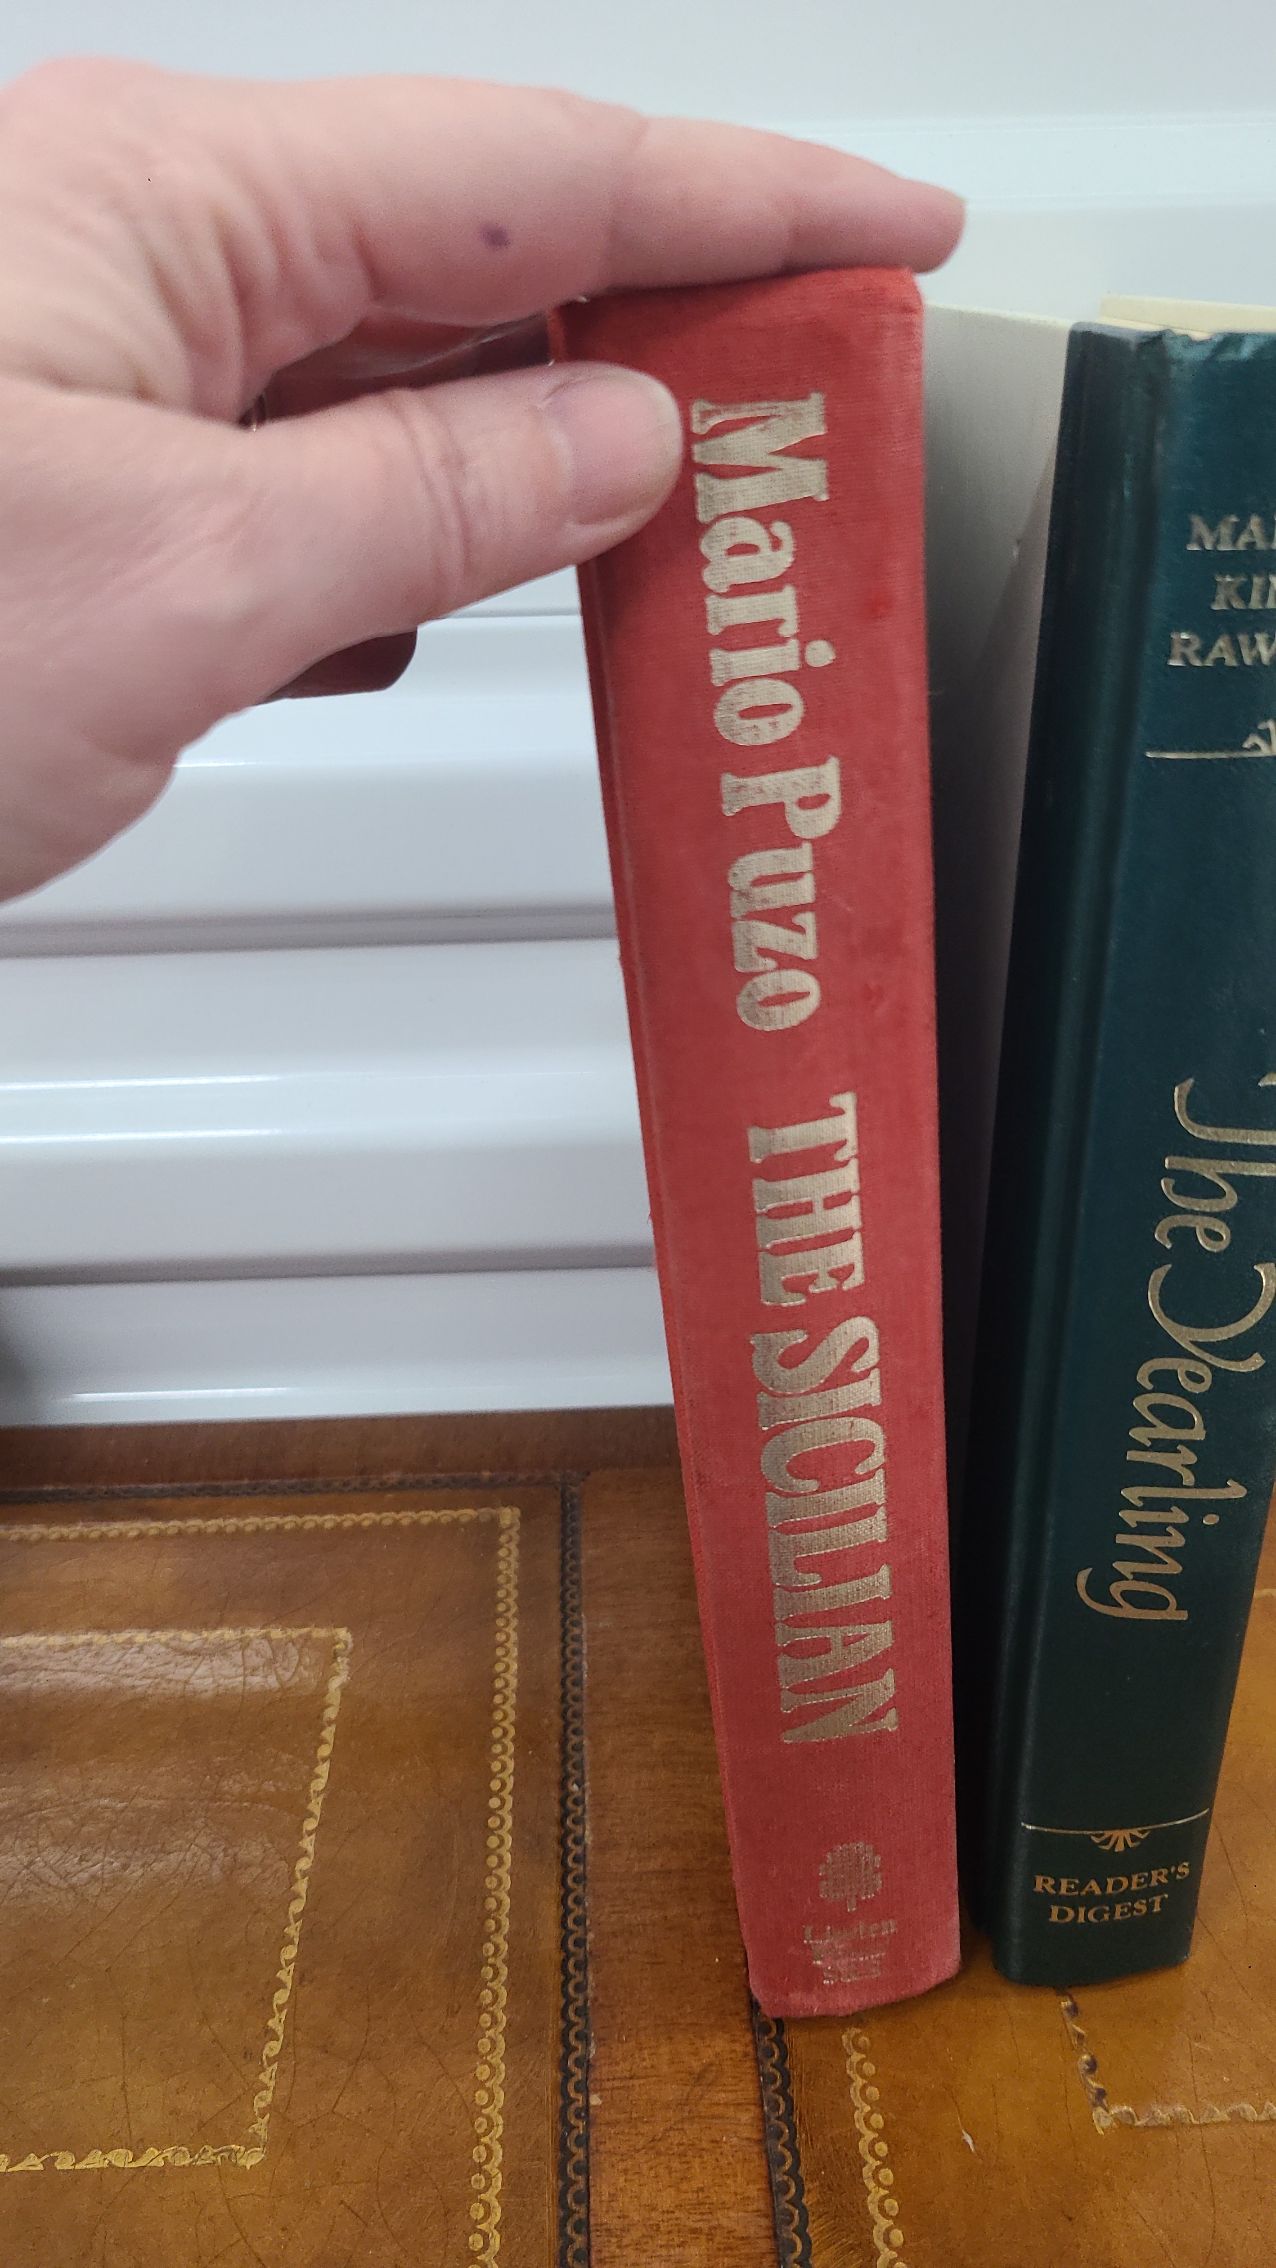 Mario Puzo THE SICILIAN
The Yearling
READER'S
DIGEST